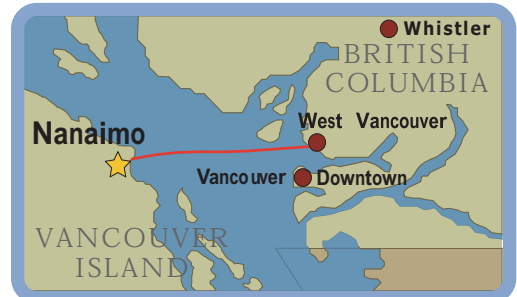 Whistler
BRITISH
COLUMBIA
West Vancouver
Nanaimo
Vancouver Downtown
VANCOUVER
ISLAND